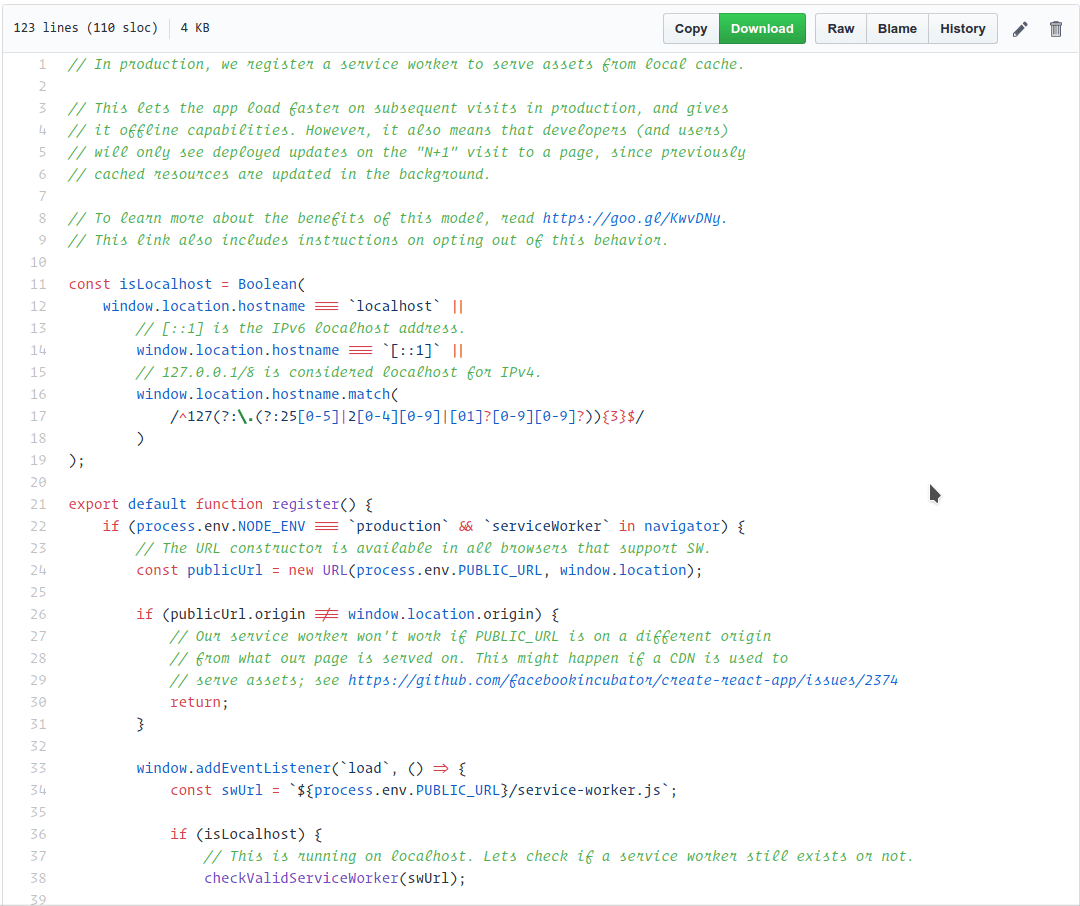 123 lines (110 sloc) 4 KB Copy Download Raw Blame History
1 // In production, we register a service worker to serve assets from local cache.
2
3 // This lets the app load faster on subsequent visits in production, and gives
4 // it offline capabilities. However, it also means that developers (and users)
5 // will only see deployed updates on the "N+1" visit to a page, since previously
6 // cached resources are updated in the background.
7
8 // To learn more about the benefits of this model, read https://goo.gl/KwvDNy.
9 // This link also includes instructions on opting out of this behavior.
10
11 const isLocalhost = Boolean(
12     window.location.hostname === `localhost` ||
13         // [::1] is the IPv6 localhost address.
14         window.location.hostname === `[::1]` ||
15         // 127.0.0.1/8 is considered localhost for IPv4.
16         window.location.hostname.match(
17             /^127(?:\.(?:25[0-5]|2[0-4][0-9]|[01]?[0-9][0-9]?)){3}$/
18         )
19 );
20
21 export default function register() {
22     if (process.env.NODE_ENV === `production` && `serviceWorker` in navigator) {
23         // The URL constructor is available in all browsers that support SW.
24         const publicUrl = new URL(process.env.PUBLIC_URL, window.location);
25
26         if (publicUrl.origin !== window.location.origin) {
27             // Our service worker won't work if PUBLIC_URL is on a different origin
28             // from what our page is served on. This might happen if a CDN is used to
29             // serve assets; see https://github.com/facebookincubator/create-react-app/issues/2374
30             return;
31         }
32
33         window.addEventListener(`load`, () => {
34             const swUrl = `${process.env.PUBLIC_URL}/service-worker.js`;
35
36             if (isLocalhost) {
37                 // This is running on localhost. Lets check if a service worker still exists or not.
38                 checkValidServiceWorker(swUrl);
39